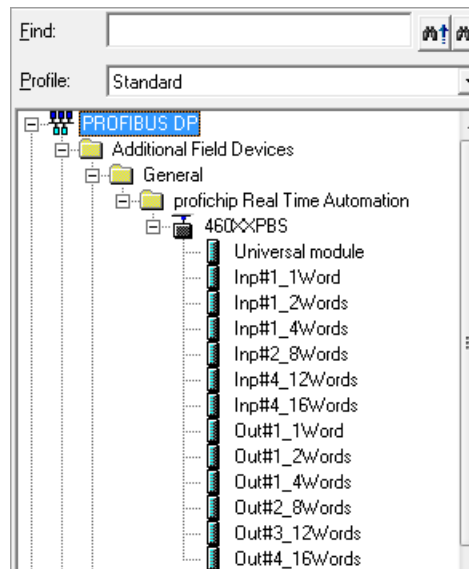 Find:
Profile: Standard
PROFIBUS DP
Additional Field Devices
General
profichip Real Time Automation
460XXPBS
Universal module
Inp#1_1Word
Inp#1_2Words
Inp#1_4Words
Inp#2_8Words
Inp#4_12Words
Inp#4_16Words
Out#1_1Word
Out#1_2Words
Out#1_4Words
Out#2_8Words
Out#3_12Words
Out#4_16Words